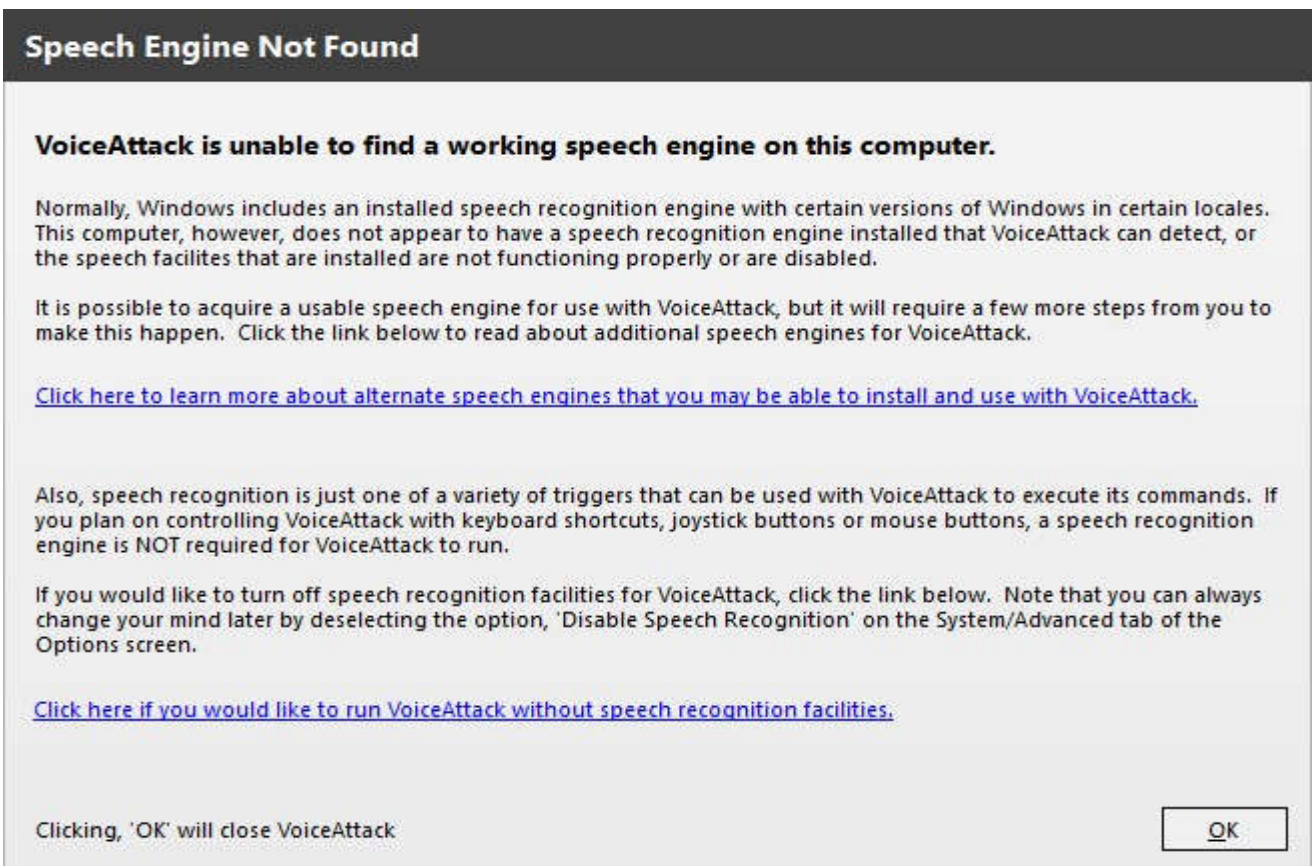 Speech Engine Not Found
VoiceAttack is unable to find a working speech engine on this computer.
Normally, Windows includes an installed speech recognition engine with certain versions of Windows in certain locales.
This computer, however, does not appear to have a speech recognition engine installed that VoiceAttack can detect, or
the speech facilites that are installed are not functioning properly or are disabled.
It is possible to acquire a usable speech engine for use with VoiceAttack, but it will require a few more steps from you to
make this happen.  Click the link below to read about additional speech engines for VoiceAttack.
Click here to learn more about alternate speech engines that you may be able to install and use with VoiceAttack.
Also, speech recognition is just one of a variety of triggers that can be used with VoiceAttack to execute its commands.  If
you plan on controlling VoiceAttack with keyboard shortcuts, joystick buttons or mouse buttons, a speech recognition
engine is NOT required for VoiceAttack to run.
If you would like to turn off speech recognition facilities for VoiceAttack, click the link below.  Note that you can always
change your mind later by deselecting the option, 'Disable Speech Recognition' on the System/Advanced tab of the
Options screen.
Click here if you would like to run VoiceAttack without speech recognition facilities.
Clicking, 'OK' will close VoiceAttack
OK